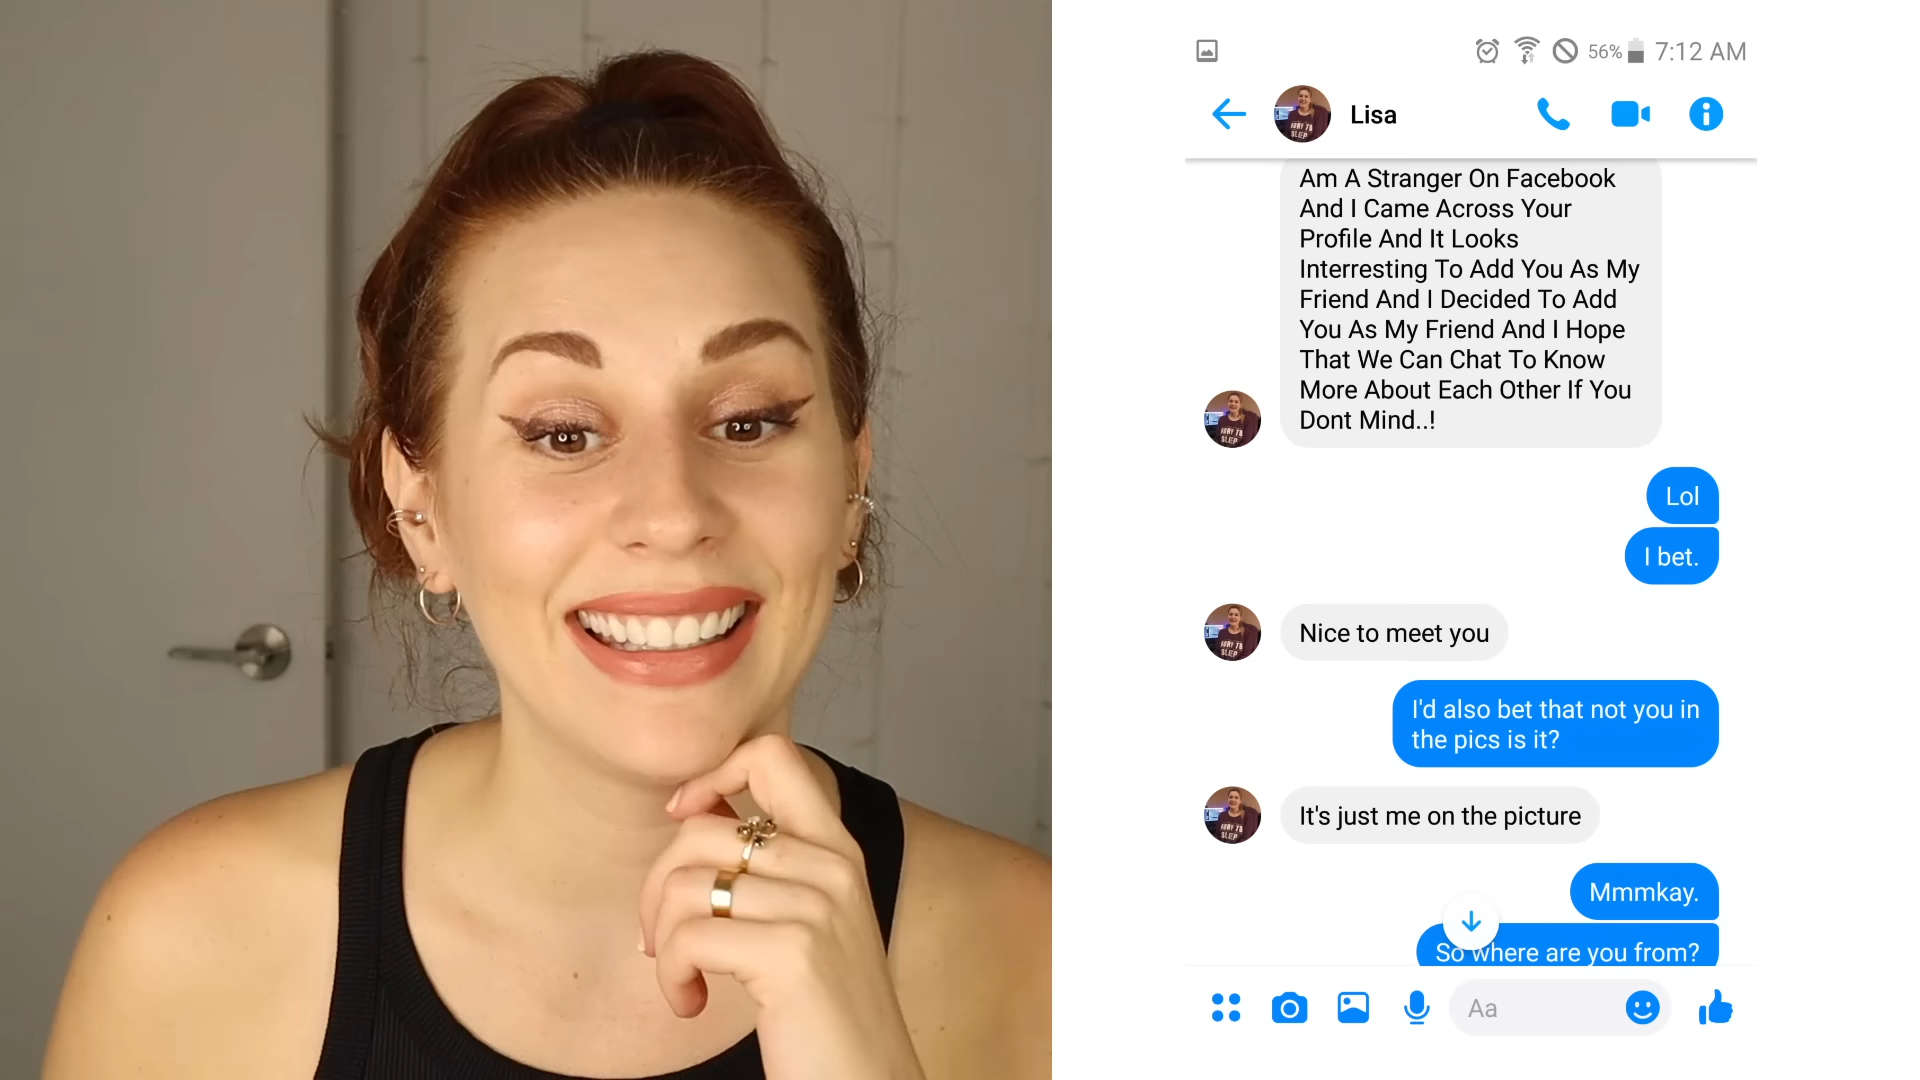 56% 7:12 AM
Lisa
Am A Stranger On Facebook
And I Came Across Your
Profile And It Looks
Interresting To Add You As My
Friend And I Decided To Add
You As My Friend And I Hope
That We Can Chat To Know
More About Each Other If You
Dont Mind..!
Lol
I bet.
Nice to meet you
I'd also bet that not you in
the pics is it?
It's just me on the picture
Mmmkay.
So where are you from?
Aa